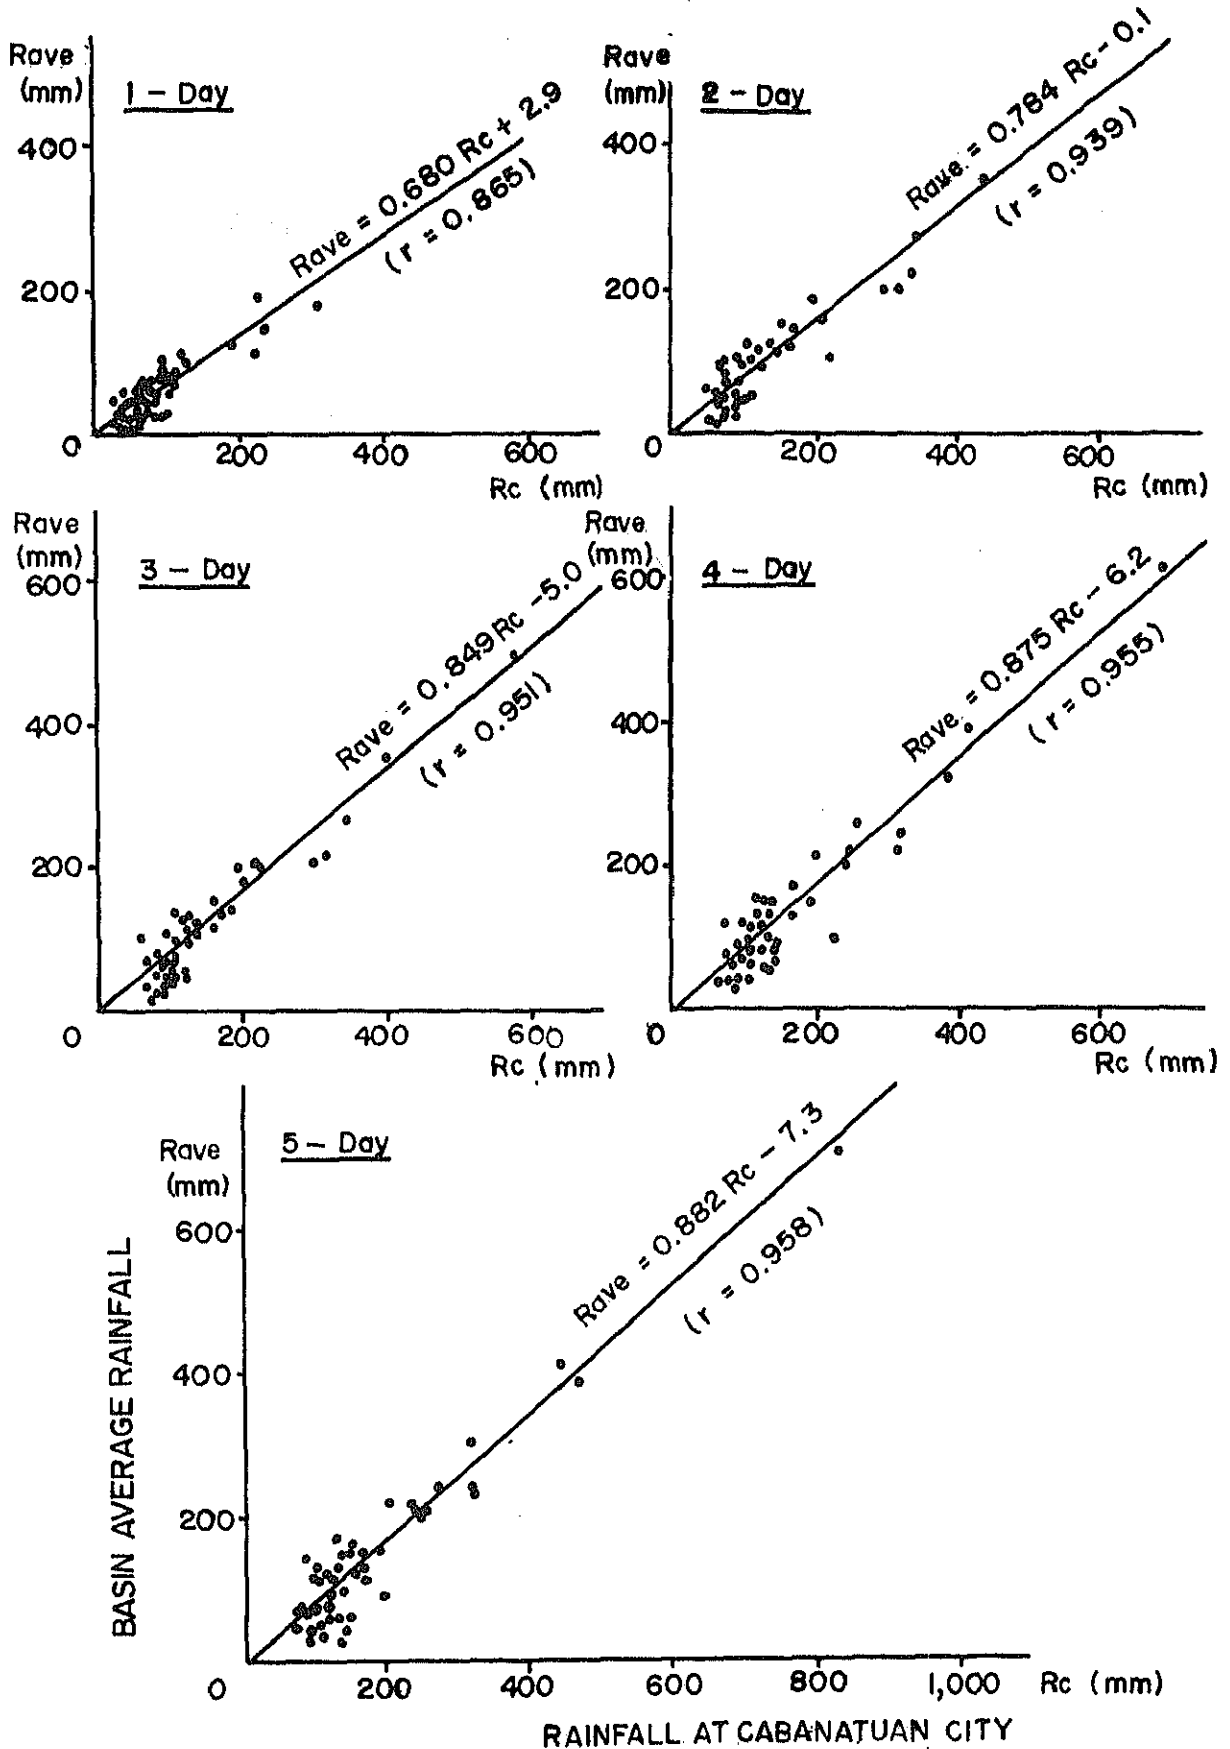 Rave
(mm)
1 - Day
400
200
0
200
400
600
Rc (mm)
Rave = 0.680 Rc + 2.9
(r = 0.865)
Rave
(mm)
2 - Day
400
200
0
200
400
600
Rc (mm)
Rave = 0.784 Rc - 0.1
(r = 0.939)
Rave
(mm)
3 - Day
600
400
200
0
200
400
600
Rc (mm)
Rave = 0.849 Rc - 5.0
(r = 0.951)
Rave
(mm)
4 - Day
600
400
200
0
200
400
600
Rc (mm)
Rave = 0.875 Rc - 6.2
(r = 0.955)
Rave
(mm)
5 - Day
600
400
200
0
200
400
600
800
1,000
Rc (mm)
Rave = 0.882 Rc - 7.3
(r = 0.958)
BASIN AVERAGE RAINFALL
RAINFALL AT CABANATUAN CITY